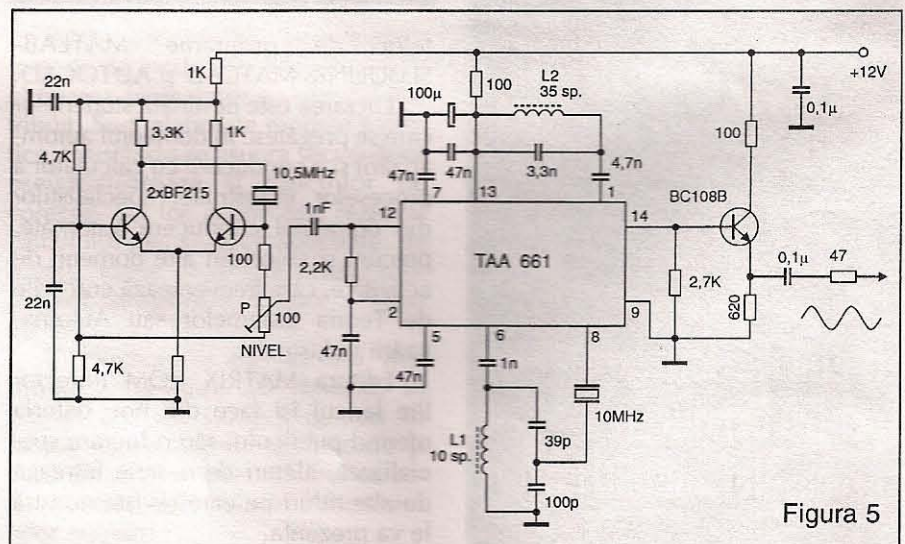 1K
22n
3,3K
1K
4,7K
10,5MHz
2xBF215
1nF
100
2,2K
22n
P
100
NIVEL
4,7K
47n
100µ
100
L2
35 sp.
47n
47n
3,3n
4,7n
7
13
1
12
14
TAA 661
2
9
5
6
8
47n
1n
L1
10 sp.
39p
100p
10MHz
BC108B
100
2,7K
0,1µ
+12V
0,1µ
47
620
Figura 5